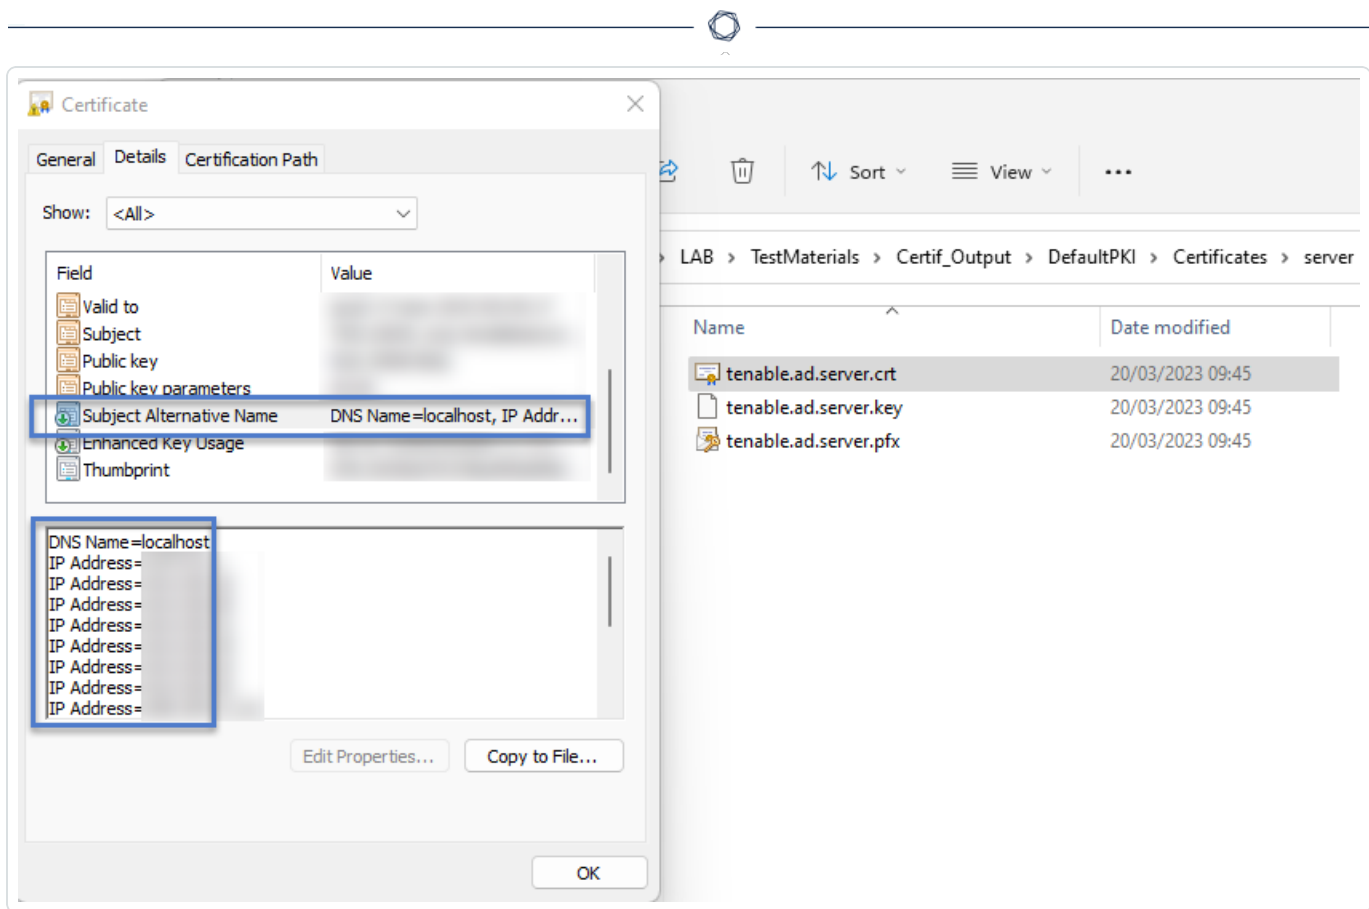 Certificate
General Details Certification Path
Show: <All>
Field Value
Valid to
Subject
Public key
Public key parameters
Subject Alternative Name DNS Name=localhost, IP Addr...
Enhanced Key Usage
Thumbprint
DNS Name=localhost
IP Address=
IP Address=
IP Address=
IP Address=
IP Address=
IP Address=
IP Address=
IP Address=
Edit Properties... Copy to File...
OK
Sort View ...
> LAB > TestMaterials > Certif_Output > DefaultPKI > Certificates > server
Name Date modified
tenable.ad.server.crt 20/03/2023 09:45
tenable.ad.server.key 20/03/2023 09:45
tenable.ad.server.pfx 20/03/2023 09:45